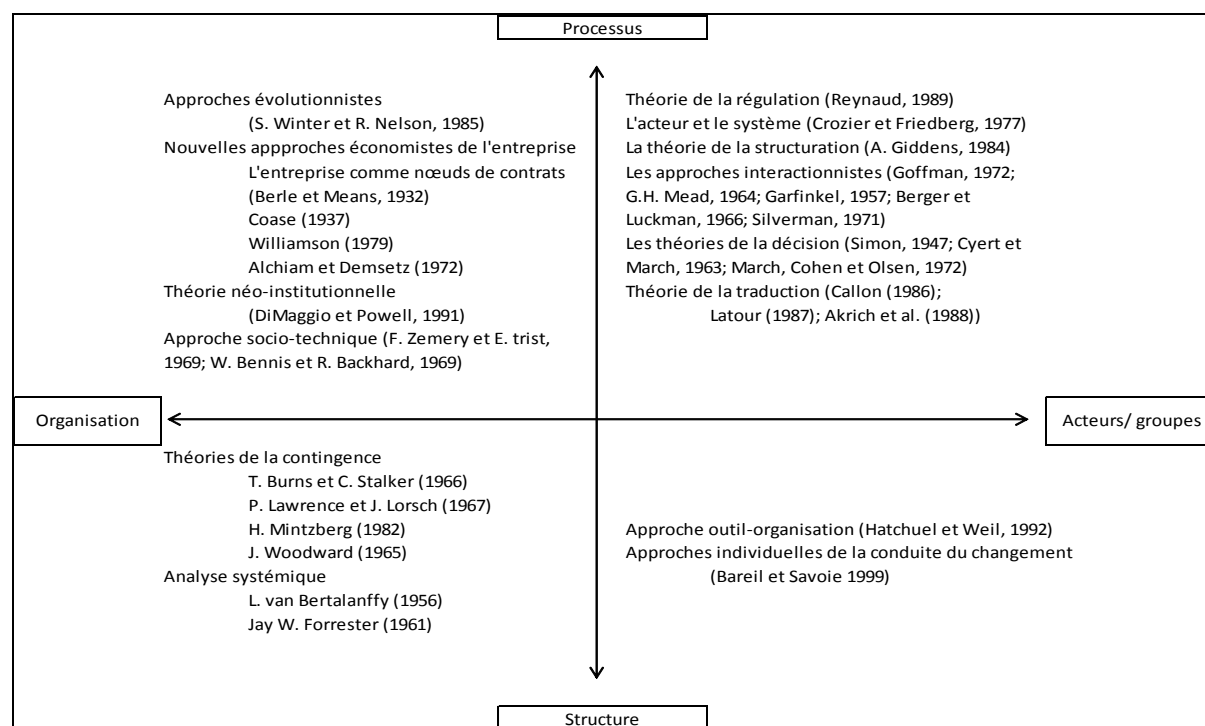 Processus
Approches évolutionnistes
(S. Winter et R. Nelson, 1985)
Nouvelles appproches économistes de l'entreprise
L'entreprise comme nœuds de contrats
(Berle et Means, 1932)
Coase (1937)
Williamson (1979)
Alchiam et Demsetz (1972)
Théorie néo-institutionnelle
(DiMaggio et Powell, 1991)
Approche socio-technique (F. Zemery et E. trist,
1969; W. Bennis et R. Backhard, 1969)
Théorie de la régulation (Reynaud, 1989)
L'acteur et le système (Crozier et Friedberg, 1977)
La théorie de la structuration (A. Giddens, 1984)
Les approches interactionnistes (Goffman, 1972;
G.H. Mead, 1964; Garfinkel, 1957; Berger et
Luckman, 1966; Silverman, 1971)
Les théories de la décision (Simon, 1947; Cyert et
March, 1963; March, Cohen et Olsen, 1972)
Théorie de la traduction (Callon (1986);
Latour (1987); Akrich et al. (1988))
Organisation
Acteurs/ groupes
Théories de la contingence
T. Burns et C. Stalker (1966)
P. Lawrence et J. Lorsch (1967)
H. Mintzberg (1982)
J. Woodward (1965)
Analyse systémique
L. van Bertalanffy (1956)
Jay W. Forrester (1961)
Approche outil-organisation (Hatchuel et Weil, 1992)
Approches individuelles de la conduite du changement
(Bareil et Savoie 1999)
Structure